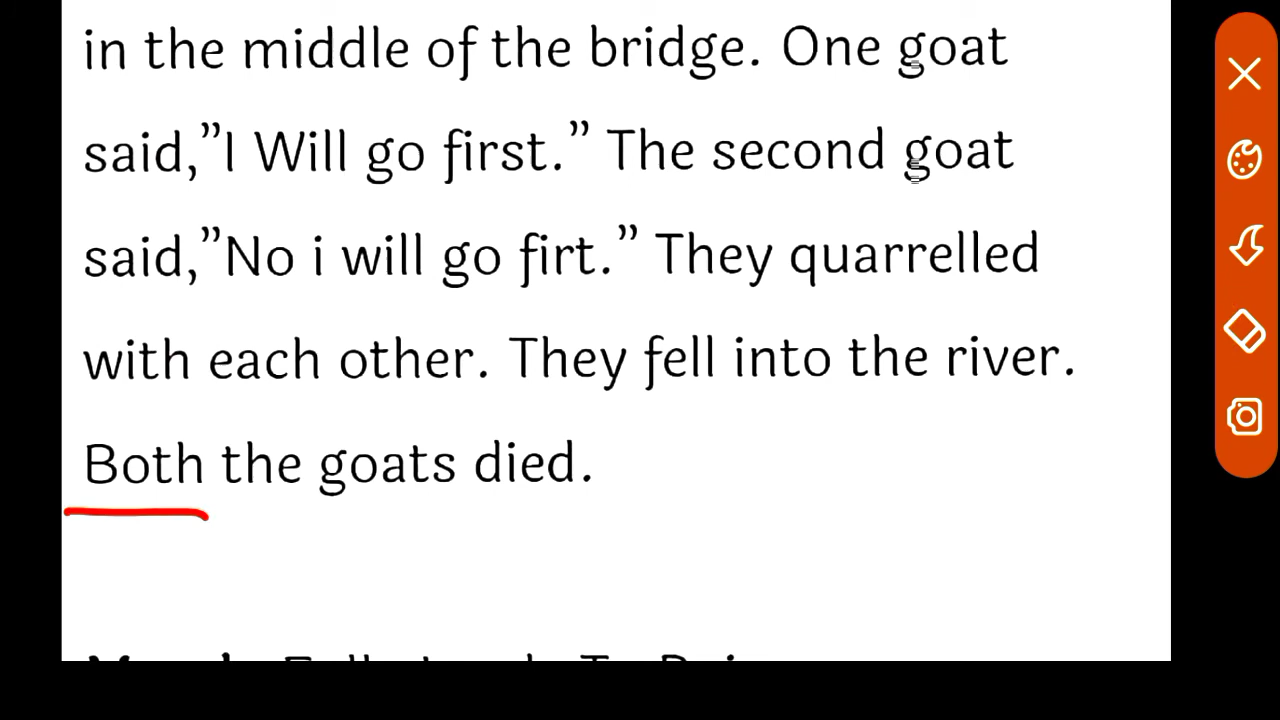 in the middle of the bridge. One goat
said,”I Will go first.” The second goat
said,”No i will go firt.” They quarrelled
with each other. They fell into the river.
Both the goats died.